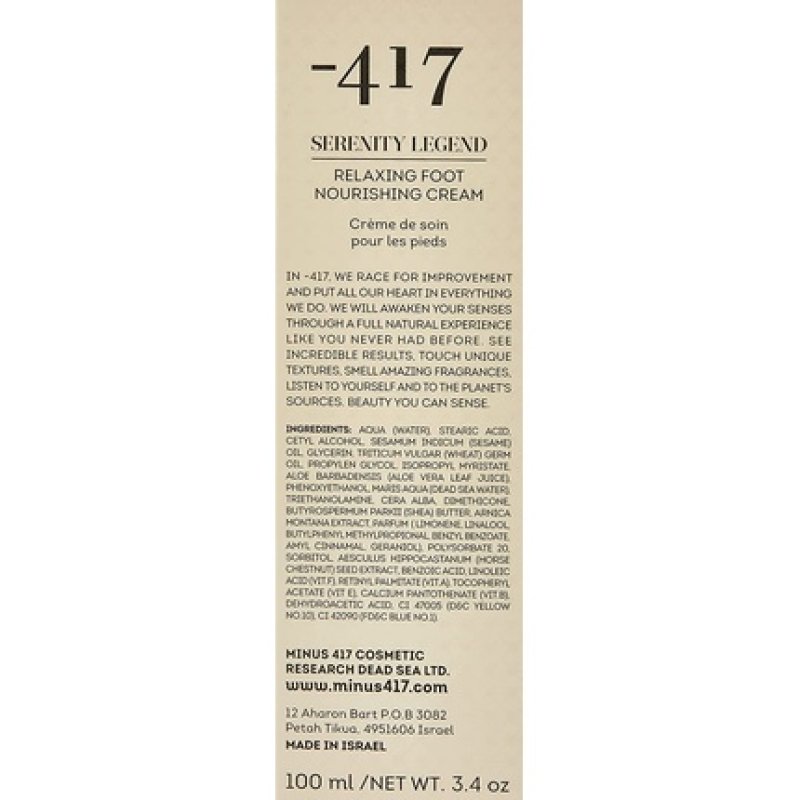 -417
SERENITY LEGEND
RELAXING FOOT
NOURISHING CREAM
Crème de soin
pour les pieds
IN -417, WE RACE FOR IMPROVEMENT
AND PUT ALL OUR HEART IN EVERYTHING
WE DO. WE WILL AWAKEN YOUR SENSES
THROUGH A FULL NATURAL EXPERIENCE
LIKE YOU NEVER HAD BEFORE. SEE
INCREDIBLE RESULTS, TOUCH UNIQUE
TEXTURES, SMELL AMAZING FRAGRANCES,
LISTEN TO YOURSELF AND TO THE PLANET'S
SOURCES. BEAUTY YOU CAN SENSE.
INGREDIENTS: AQUA (WATER), STEARIC ACID,
CETYL ALCOHOL, SESAMUM INDICUM (SESAME)
OIL, GLYCERIN, TRITICUM VULGAR (WHEAT) GERM
OIL, PROPYLEN GLYCOL, ISOPROPYL MYRISTATE,
ALOE BARBADENSIS (ALOE VERA LEAF JUICE),
PHENOXYETHANOL, MARIS AQUA (DEAD SEA WATER),
TRIETHANOLAMINE, CERA ALBA, DIMETHICONE,
BUTYROSPERMUM PARKII (SHEA) BUTTER, ARNICA
MONTANA EXTRACT, PARFUM ( LIMONENE, LINALOOL,
BUTYLPHENYL METHYLPROPIONAL, BENZYL BENZOATE,
AMYL CINNAMAL, GERANIOL), POLYSORBATE 20,
SORBITOL, AESCULUS HIPPOCASTANUM (HORSE
CHESTNUT) SEED EXTRACT, BENZOIC ACID, LINOLEIC
ACID (VIT.F), RETINYL PALMITATE (VIT.A), TOCOPHERYL
ACETATE (VIT E), CALCIUM PANTOTHENATE (VIT.B),
DEHYDROACETIC ACID, CI 47005 (D&C YELLOW
NO.10), CI 42090 (FD&C BLUE NO.1).
MINUS 417 COSMETIC
RESEARCH DEAD SEA LTD.
www.minus417.com
12 Aharon Bart P.O.B 3082
Petah Tikua, 4951606 Israel
MADE IN ISRAEL
100 ml /NET WT. 3.4 oz